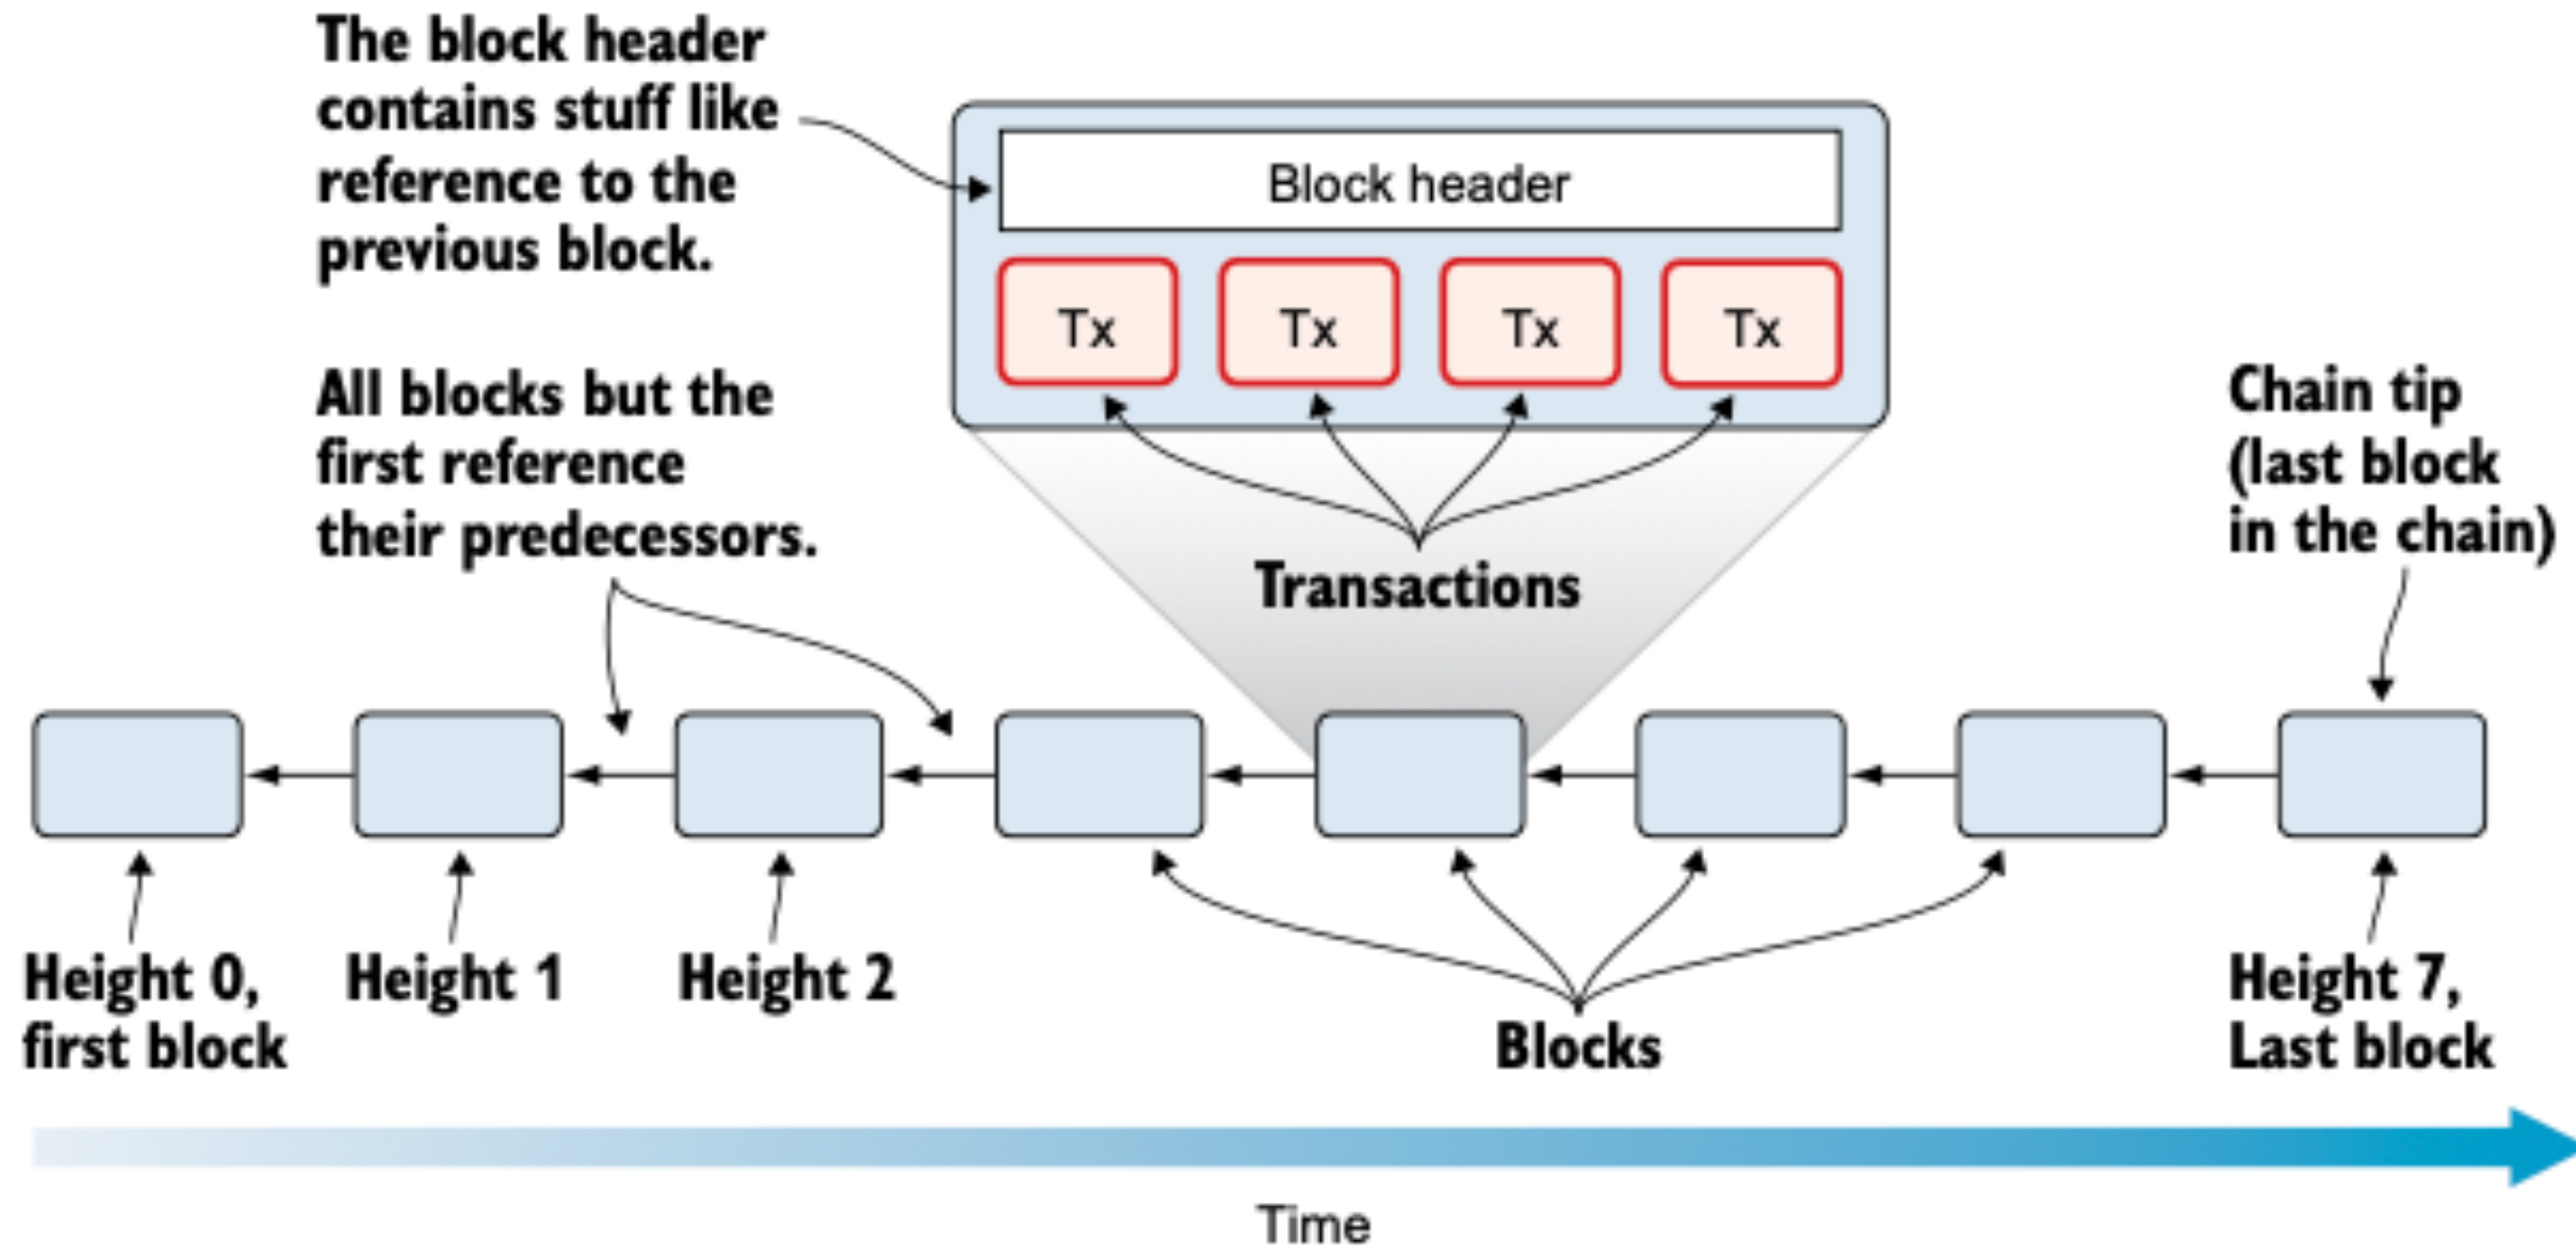 The block header
contains stuff like
reference to the
previous block.
Block header
Tx Tx Tx Tx
Transactions
All blocks but the
first reference
their predecessors.
Chain tip
(last block
in the chain)
Height 0,
first block
Height 1
Height 2
Blocks
Height 7,
Last block
Time